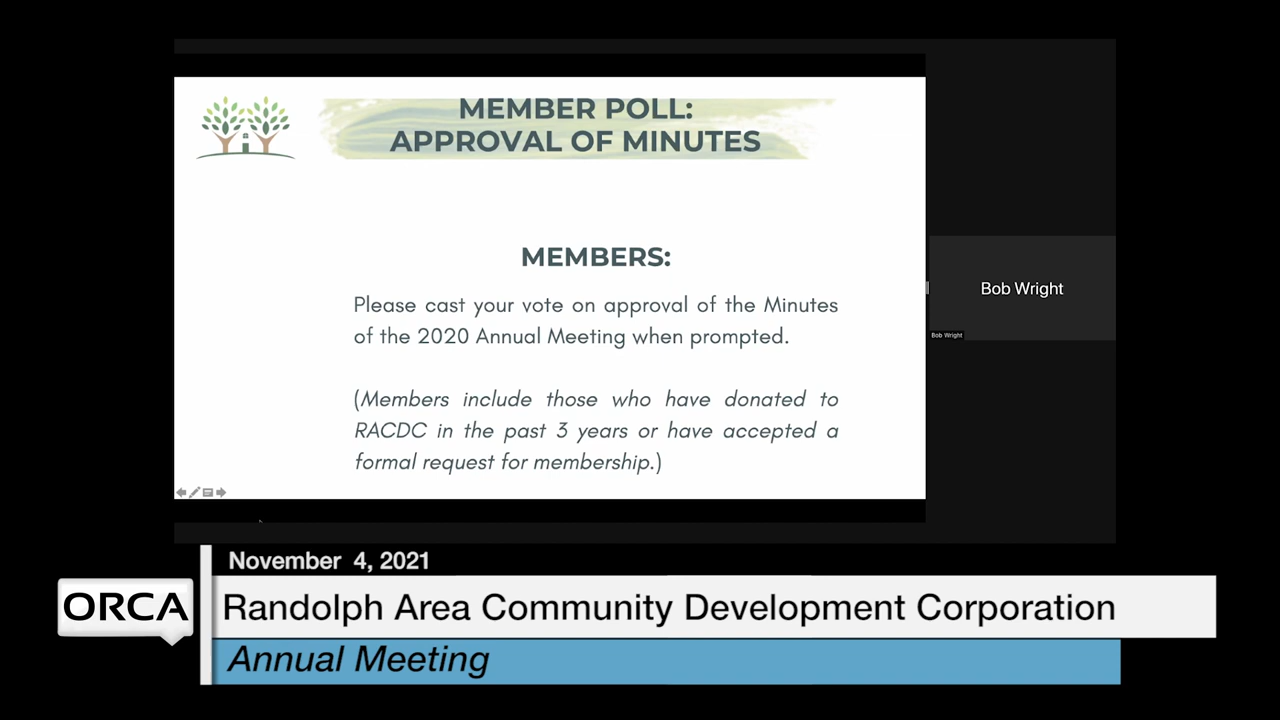 MEMBER POLL:
APPROVAL OF MINUTES
MEMBERS:
Please cast your vote on approval of the Minutes
of the 2020 Annual Meeting when prompted.
(Members include those who have donated to
RACDC in the past 3 years or have accepted a
formal request for membership.)
Bob Wright
Bob Wright
November 4, 2021
ORCA
Randolph Area Community Development Corporation
Annual Meeting